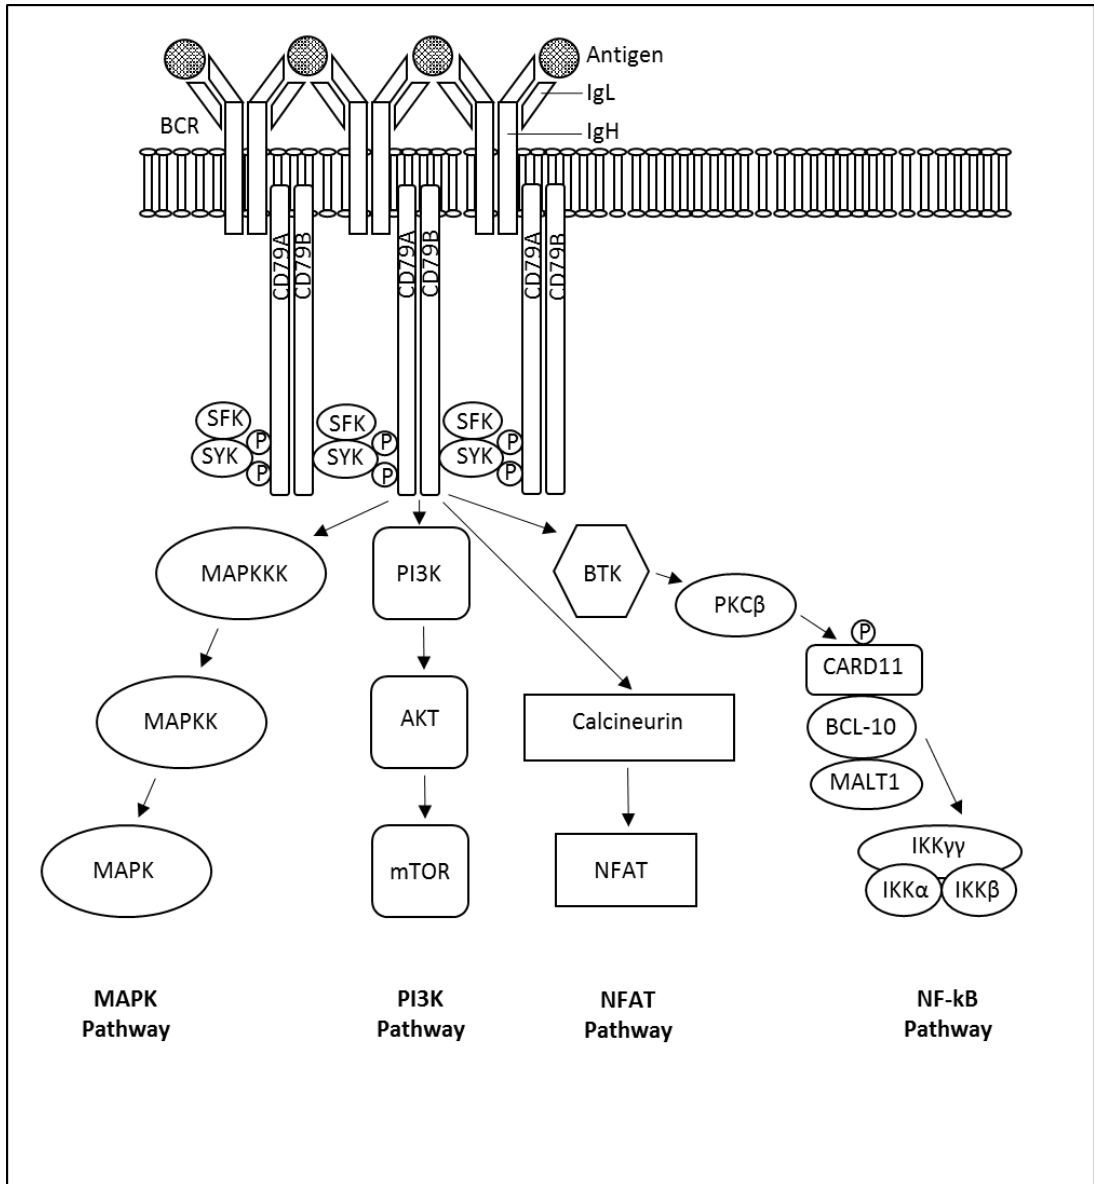 Antigen
IgL
BCR
IgH
CD79A
CD79B
CD79A
CD79B
CD79A
CD79B
SFK
SFK
SFK
P
P
P
SYK
SYK
SYK
P
P
P
MAPKKK
PI3K
BTK
PKCβ
P
CARD11
MAPKK
AKT
Calcineurin
BCL-10
MALT1
MAPK
mTOR
NFAT
IKKγγ
IKKα
IKKβ
MAPK
Pathway
PI3K
Pathway
NFAT
Pathway
NF-kB
Pathway